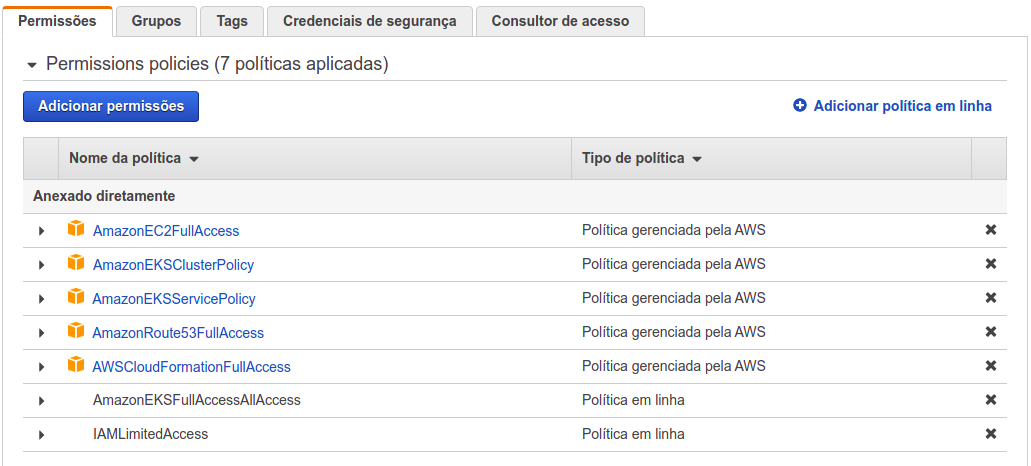 Permissões Grupos Tags Credenciais de segurança Consultor de acesso
Permissions policies (7 políticas aplicadas)
Adicionar permissões Adicionar política em linha
Nome da política Tipo de política
Anexado diretamente
AmazonEC2FullAccess Política gerenciada pela AWS
AmazonEKSClusterPolicy Política gerenciada pela AWS
AmazonEKSServicePolicy Política gerenciada pela AWS
AmazonRoute53FullAccess Política gerenciada pela AWS
AWSCloudFormationFullAccess Política gerenciada pela AWS
AmazonEKSFullAccessAllAccess Política em linha
IAMLimitedAccess Política em linha